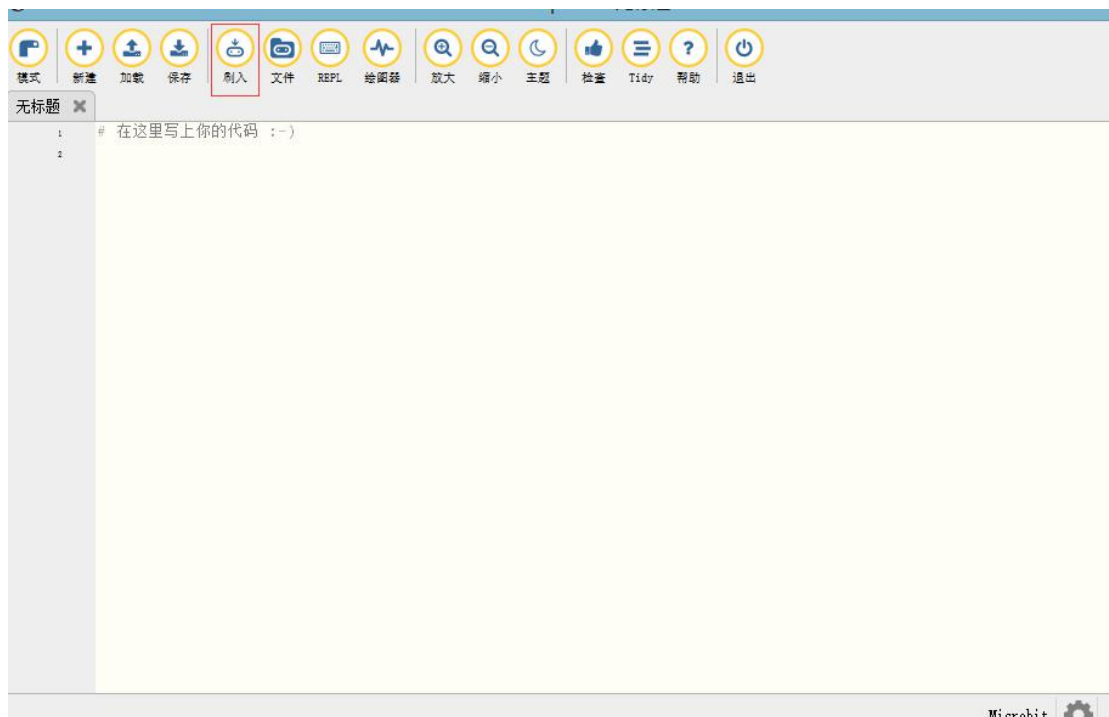 模式 新建 加载 保存 刷入 文件 REPL 绘图器 放大 缩小 主题 检查 Tidy 帮助 退出
无标题
1 # 在这里写上你的代码 :-)
2
Microbit